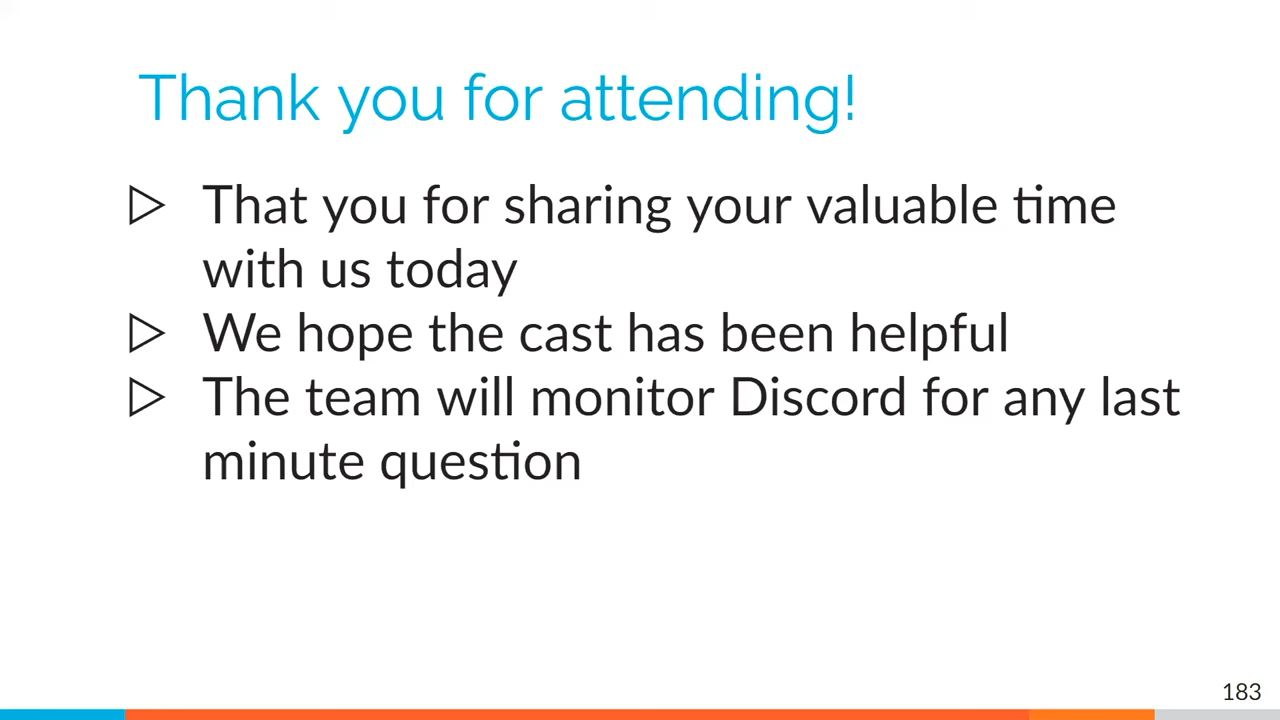 Thank you for attending!
That you for sharing your valuable time
with us today
We hope the cast has been helpful
The team will monitor Discord for any last
minute question
183